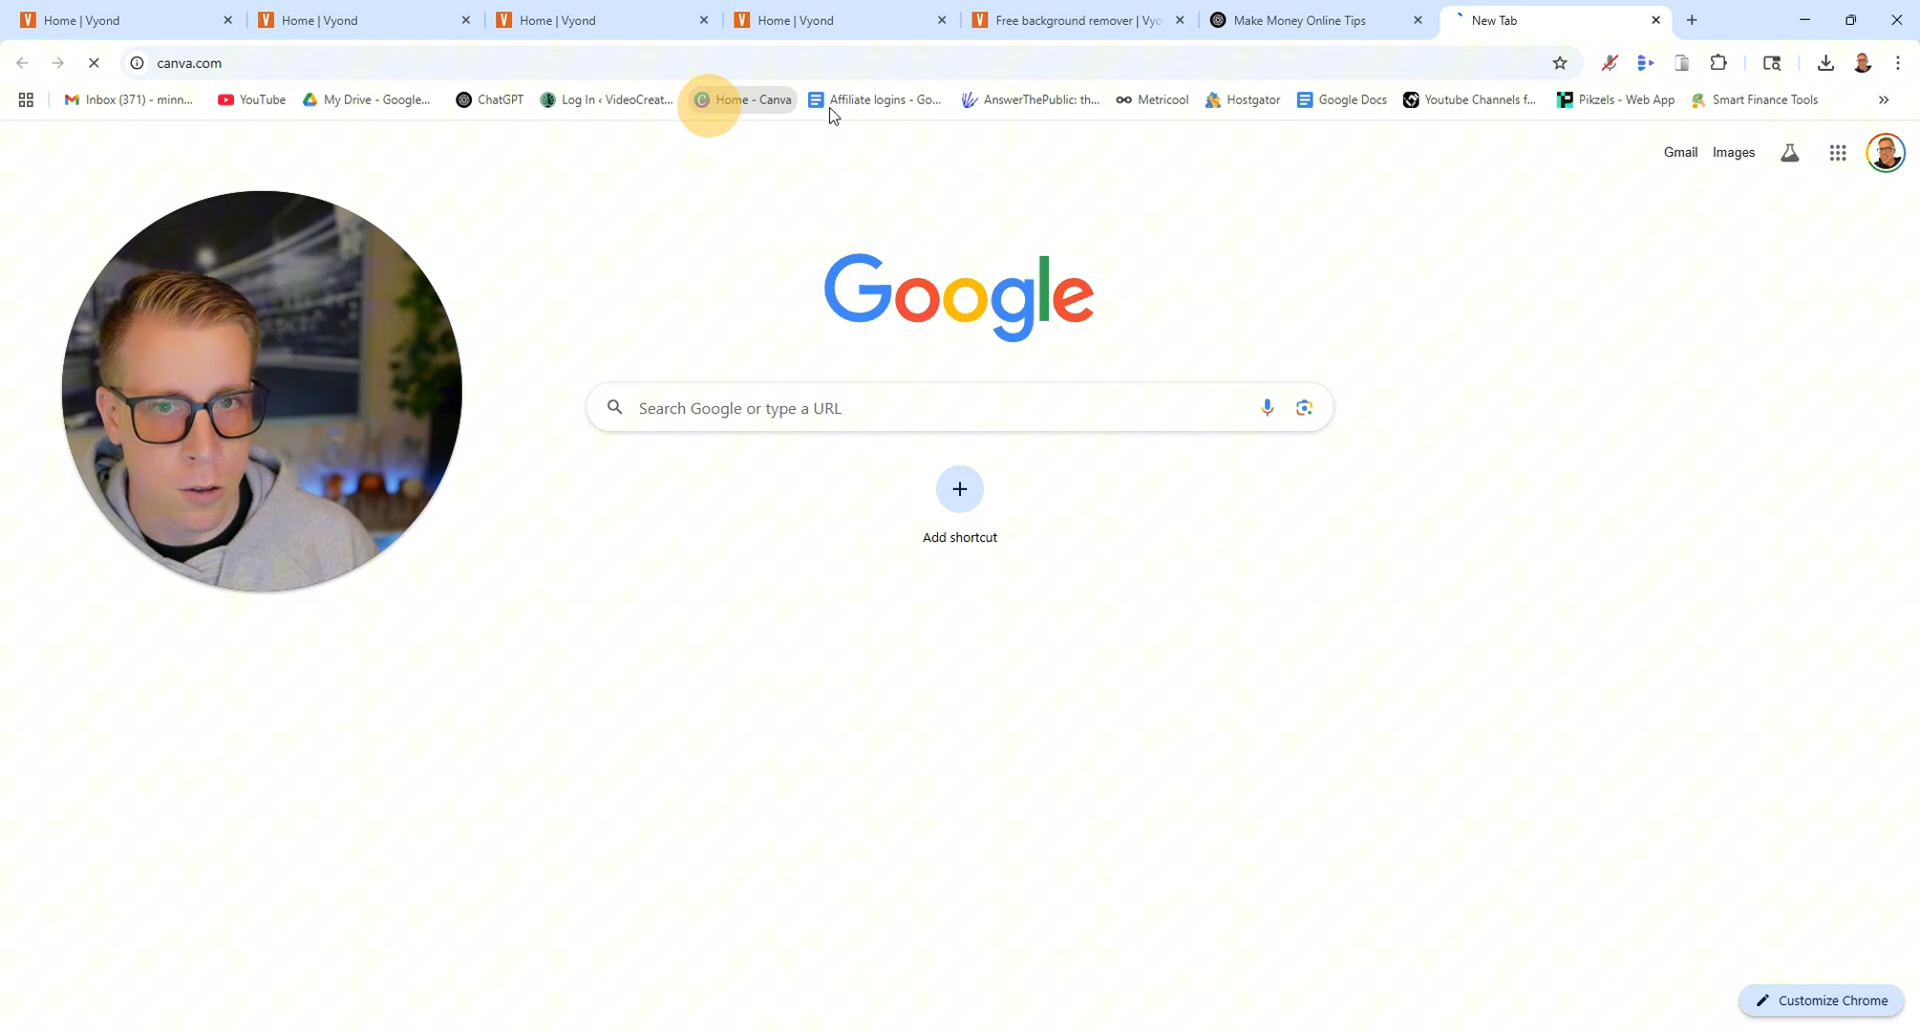 Home | Vyond
Home | Vyond
Home | Vyond
Home | Vyond
Free background remover | Vyo
Make Money Online Tips
New Tab
canva.com
Inbox (371) - minn...
YouTube
My Drive - Google...
ChatGPT
Log In ‹ VideoCreat...
Home - Canva
Affiliate logins - Go...
AnswerThePublic: th...
Metricool
Hostgator
Google Docs
Youtube Channels f...
Pikzels - Web App
Smart Finance Tools
Gmail
Images
Google
Search Google or type a URL
Add shortcut
Customize Chrome